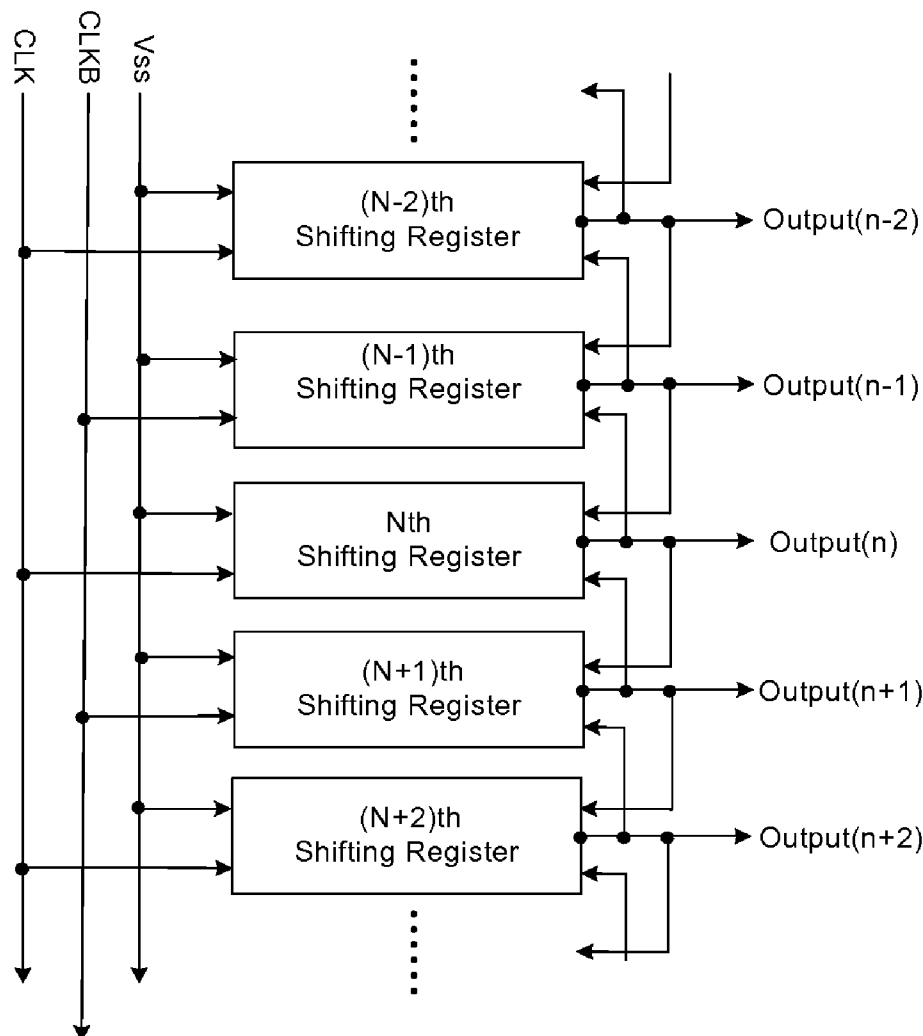 CLK
CLKB
Vss
(N-2)th
Shifting Register
Output(n-2)
(N-1)th
Shifting Register
Output(n-1)
Nth
Shifting Register
Output(n)
(N+1)th
Shifting Register
Output(n+1)
(N+2)th
Shifting Register
Output(n+2)